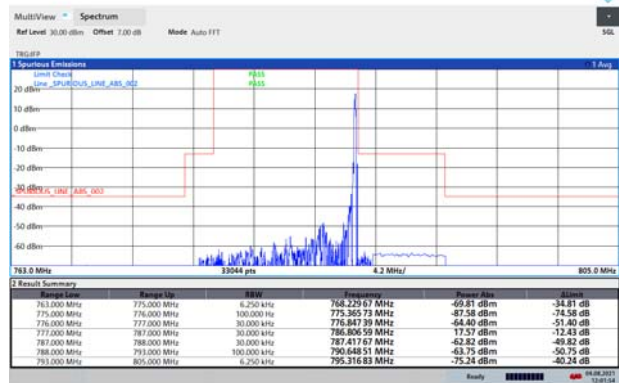 MultiView Spectrum
Ref Level 30.00 dBm Offset 7.00 dB Mode Auto FFT SGL
TRG:IFP
1 Spurious Emissions 1 Avg
Limit Check PASS
Line _SPURIOUS_LINE_ABS_002 PASS
20 dBm
10 dBm
0 dBm
-10 dBm
-20 dBm
-30 dBm
SPURIOUS_LINE_ABS_002
-40 dBm
-50 dBm
-60 dBm
763.0 MHz 33044 pts 4.2 MHz/ 805.0 MHz
2 Result Summary
Range Low Range Up RBW Frequency Power Abs ΔLimit
763.000 MHz 775.000 MHz 6.250 kHz 768.229 67 MHz -69.81 dBm -34.81 dB
775.000 MHz 776.000 MHz 100.000 Hz 775.365 73 MHz -87.58 dBm -74.58 dB
776.000 MHz 777.000 MHz 30.000 kHz 776.847 39 MHz -64.40 dBm -51.40 dB
777.000 MHz 787.000 MHz 30.000 kHz 786.806 59 MHz 17.57 dBm -12.43 dB
787.000 MHz 788.000 MHz 30.000 kHz 787.417 67 MHz -62.82 dBm -49.82 dB
788.000 MHz 793.000 MHz 100.000 kHz 790.648 51 MHz -63.75 dBm -50.75 dB
793.000 MHz 805.000 MHz 6.250 kHz 795.316 83 MHz -75.24 dBm -40.24 dB
Ready 09.08.2021
12:01:54